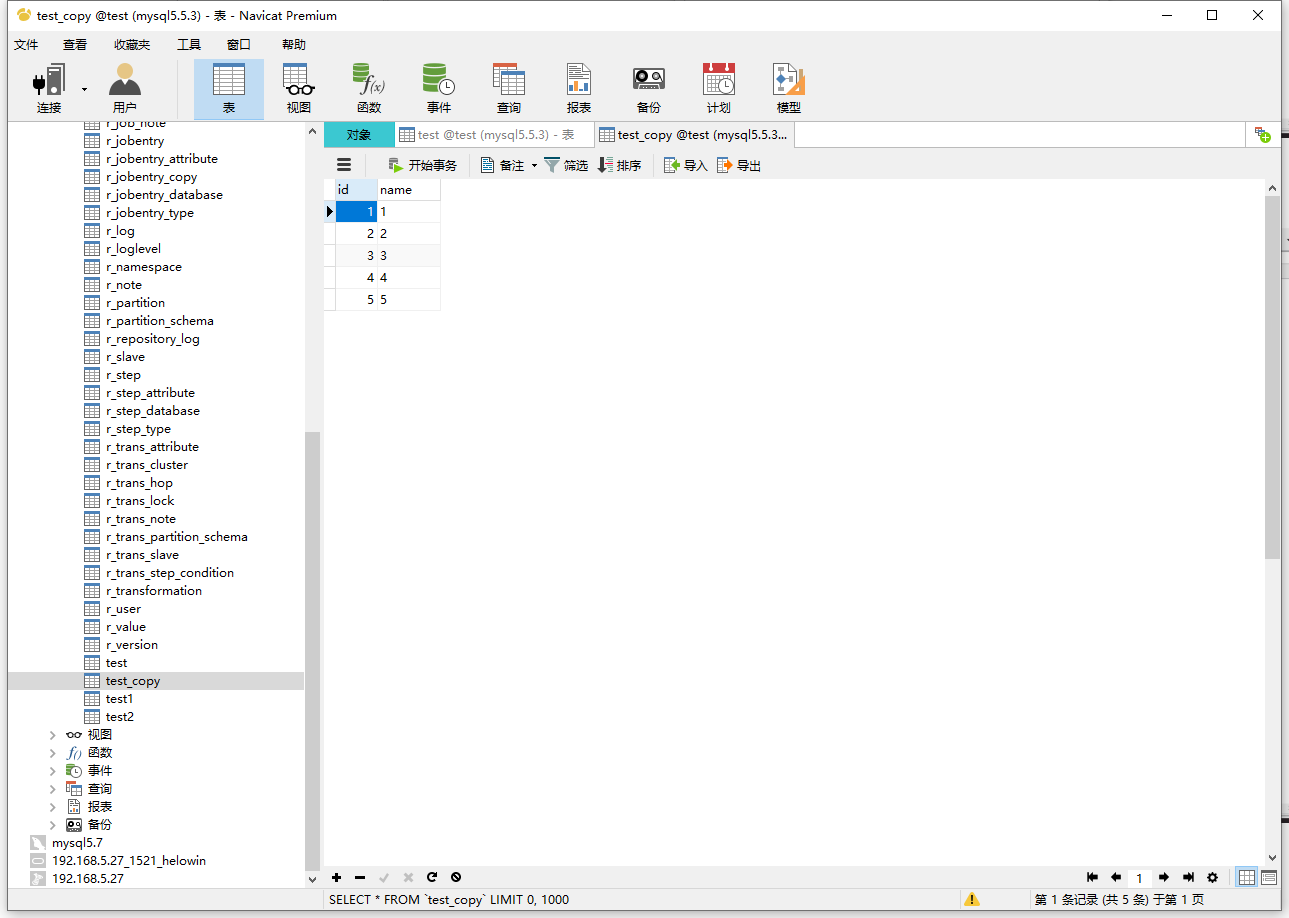 test_copy @test (mysql5.5.3) - 表 - Navicat Premium
文件 查看 收藏夹 工具 窗口 帮助
连接 用户 表 视图 函数 事件 查询 报表 备份 计划 模型
对象 test @test (mysql5.5.3) - 表 test_copy @test (mysql5.5.3...
开始事务 备注 筛选 排序 导入 导出
r_job_note
r_jobentry
r_jobentry_attribute
r_jobentry_copy
r_jobentry_database
r_jobentry_type
r_log
r_loglevel
r_namespace
r_note
r_partition
r_partition_schema
r_repository_log
r_slave
r_step
r_step_attribute
r_step_database
r_step_type
r_trans_attribute
r_trans_cluster
r_trans_hop
r_trans_lock
r_trans_note
r_trans_partition_schema
r_trans_slave
r_trans_step_condition
r_transformation
r_user
r_value
r_version
test
test_copy
test1
test2
视图
f() 函数
事件
查询
报表
备份
mysql5.7
192.168.5.27_1521_helowin
192.168.5.27
id name
1 1
2 2
3 3
4 4
5 5
1
SELECT * FROM `test_copy` LIMIT 0, 1000
第 1 条记录 (共 5 条) 于第 1 页